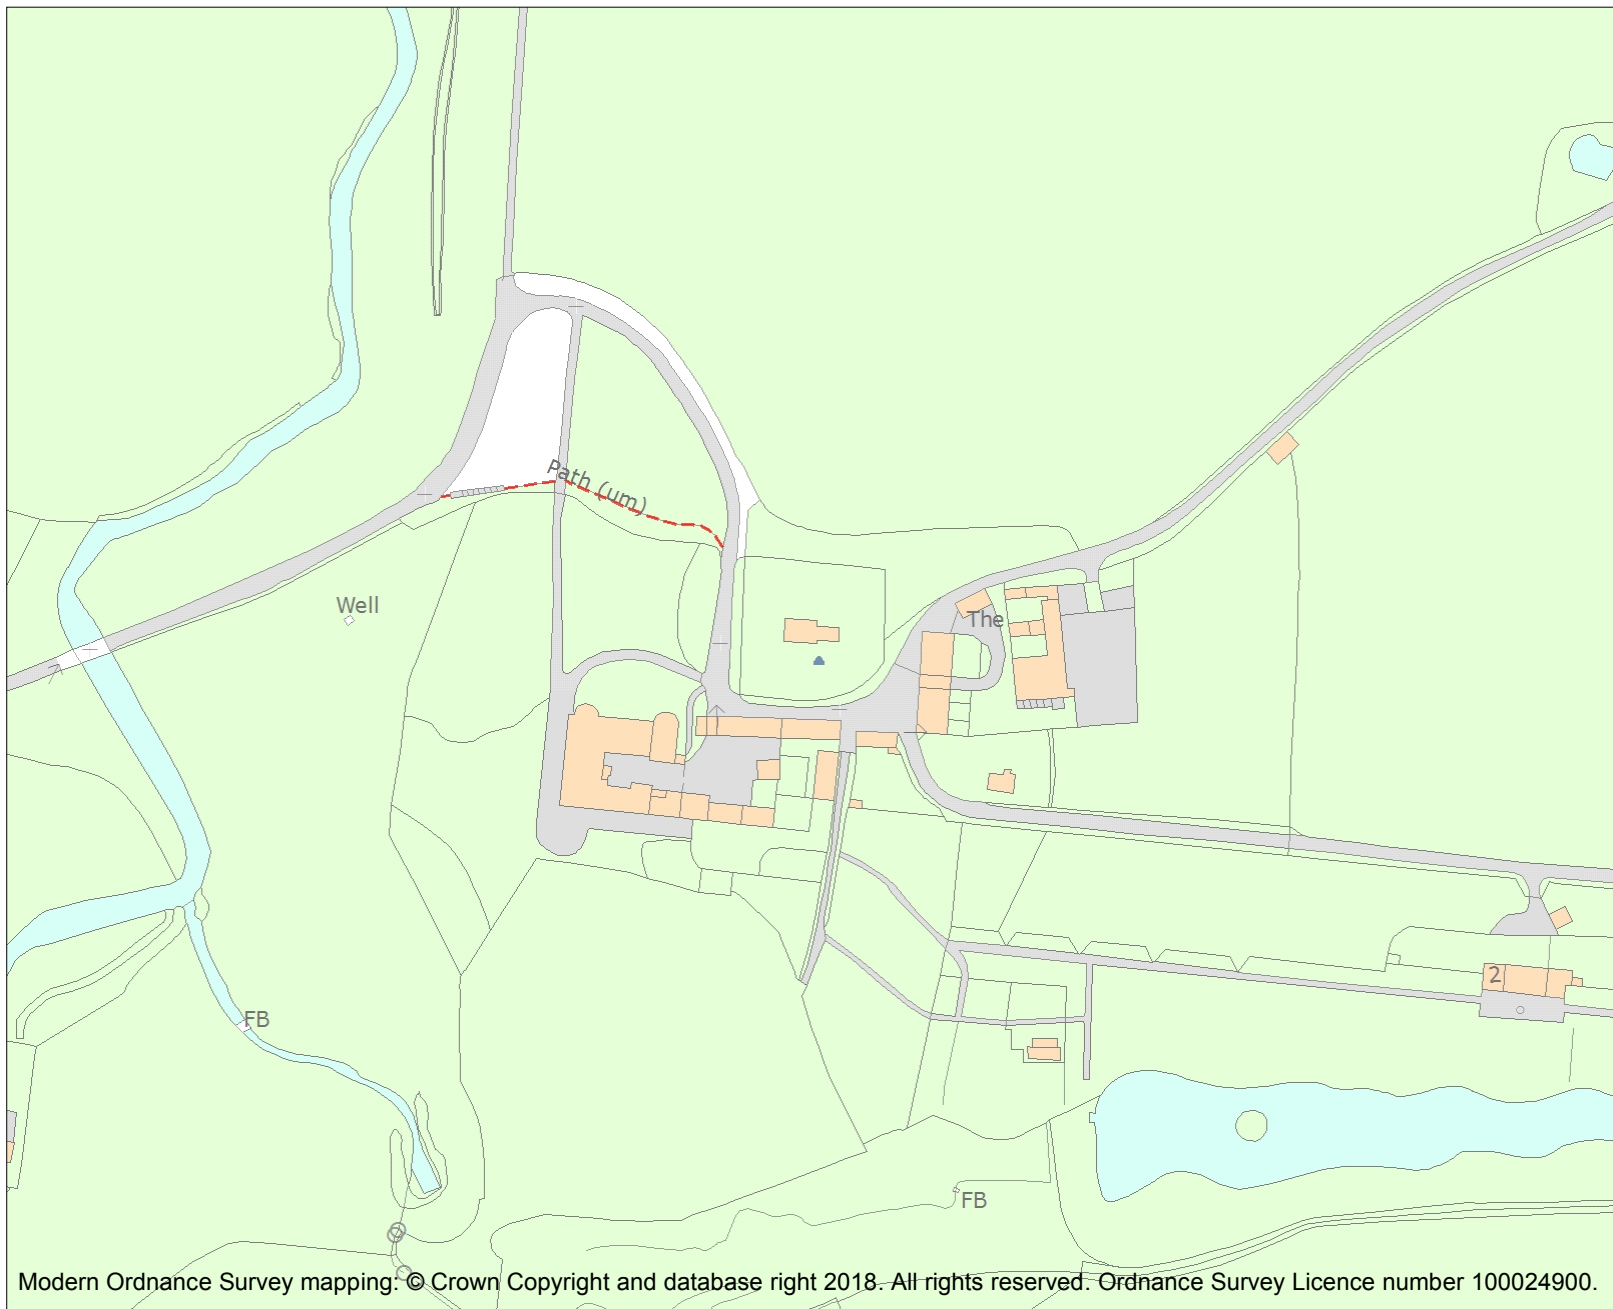 Path (um)
Well
The
2
FB
FB
Modern Ordnance Survey mapping: © Crown Copyright and database right 2018. All rights reserved. Ordnance Survey Licence number 100024900.